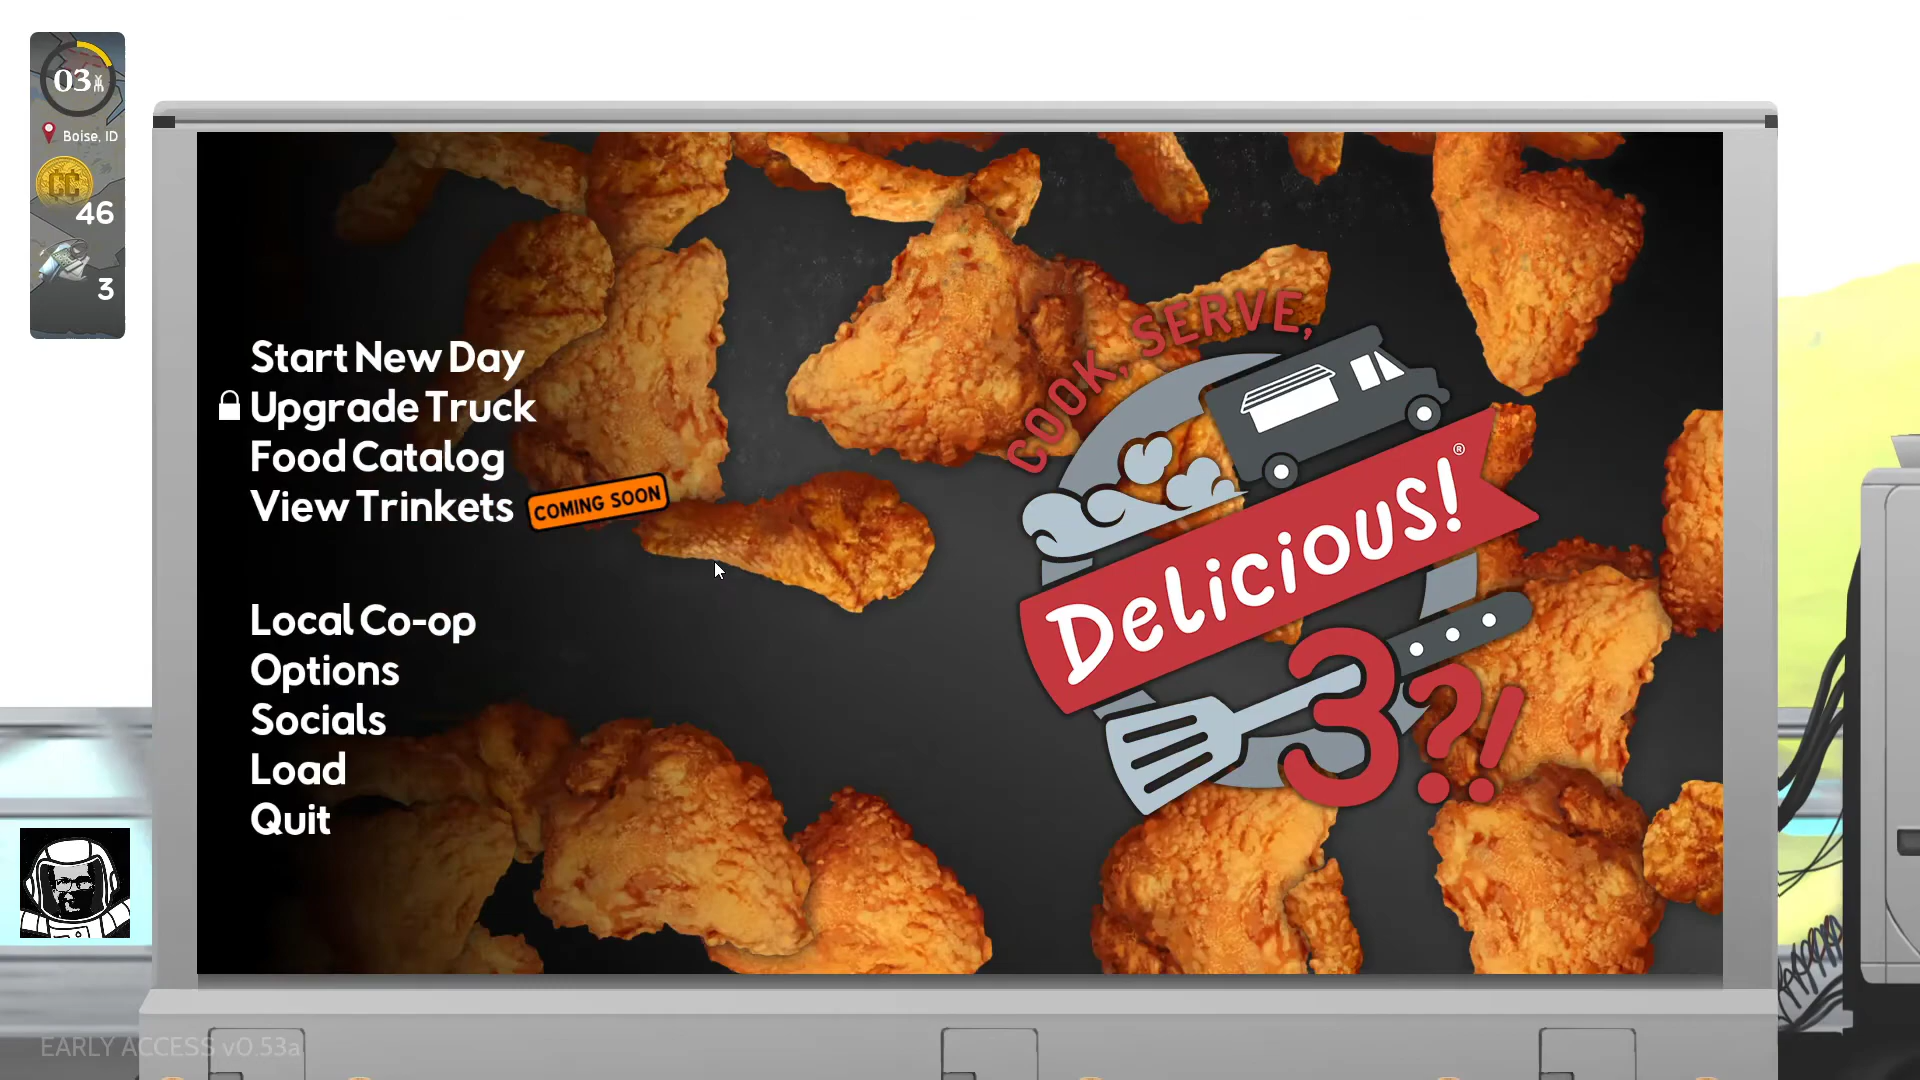 03
Boise, ID
46
3
Start New Day
Upgrade Truck
Food Catalog
View Trinkets
COMING SOON
Local Co-op
Options
Socials
Load
Quit
COOK, SERVE,
Delicious!®
3?!
EARLY ACCESS v0.53a